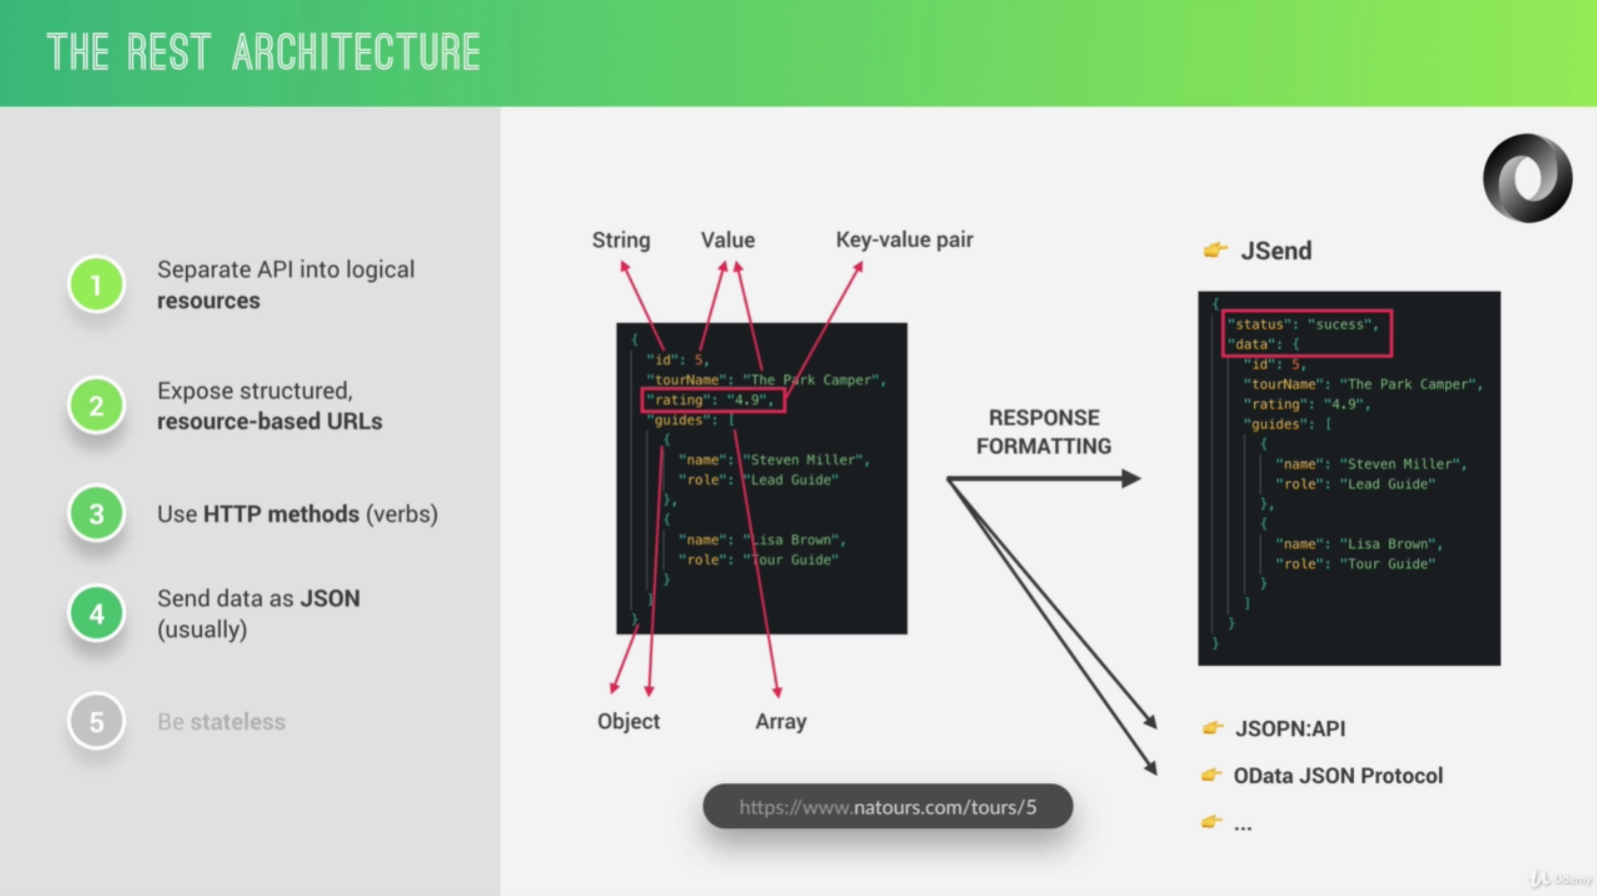 THE REST ARCHITECTURE
1
Separate API into logical
resources
2
Expose structured,
resource-based URLs
3
Use HTTP methods (verbs)
4
Send data as JSON
(usually)
5
Be stateless
String
Value
Key-value pair
{
"id": 5,
"tourName": "The Park Camper",
"rating": "4.9",
"guides": [
{
"name": "Steven Miller",
"role": "Lead Guide"
},
{
"name": "Lisa Brown",
"role": "Tour Guide"
}
]
}
Object
Array
https://www.natours.com/tours/5
RESPONSE
FORMATTING
JSend
{
"status": "sucess",
"data": {
"id": 5,
"tourName": "The Park Camper",
"rating": "4.9",
"guides": [
{
"name": "Steven Miller",
"role": "Lead Guide"
},
{
"name": "Lisa Brown",
"role": "Tour Guide"
}
]
}
}
JSOPN:API
OData JSON Protocol
...
Udemy